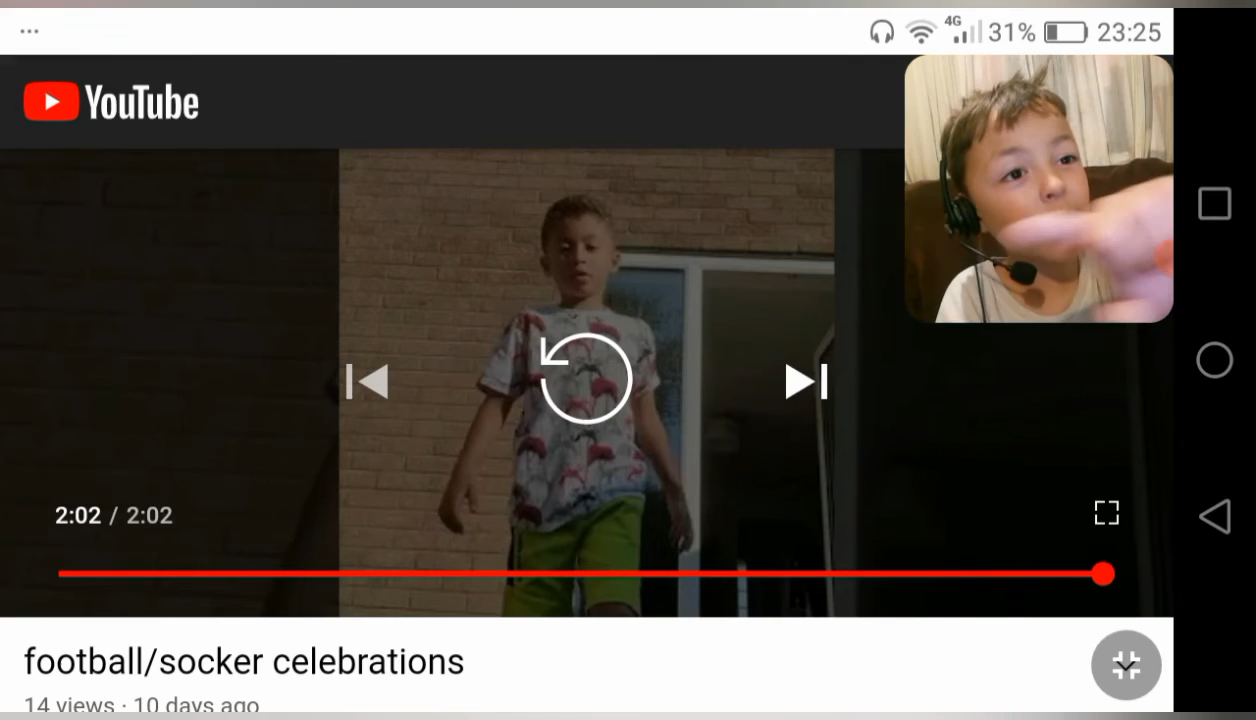 4G 31% 23:25
YouTube
2:02 / 2:02
football/socker celebrations
14 views · 10 days ago